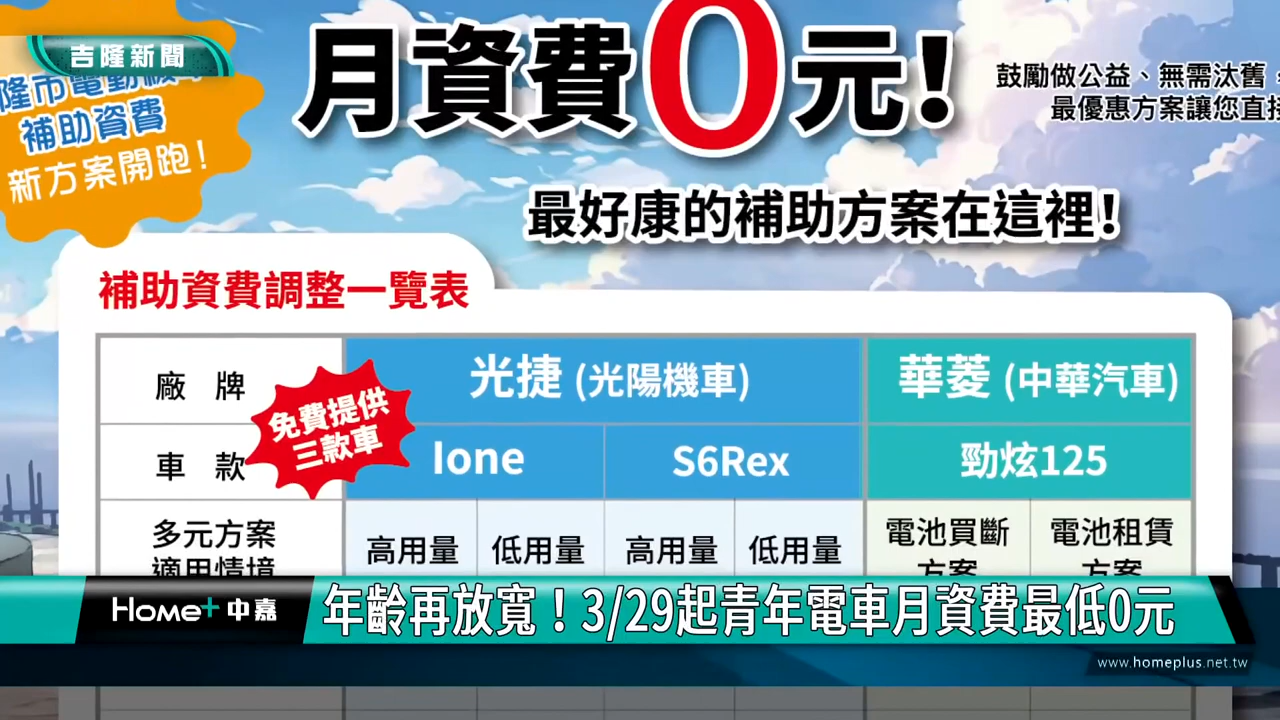 吉隆新聞
隆市電動機車
補助資費
新方案開跑！
月資費0元！
鼓勵做公益、無需汰舊，
最優惠方案讓您直接
最好康的補助方案在這裡！
補助資費調整一覽表
廠牌
光捷 (光陽機車)
華菱 (中華汽車)
免費提供
三款車
車款
Ione
S6Rex
勁炫125
多元方案
適用情境
高用量
低用量
高用量
低用量
電池買斷
方案
電池租賃
方案
Home+中嘉
年齡再放寬！3/29起青年電車月資費最低0元
www.homeplus.net.tw